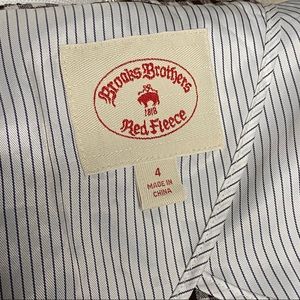 Brooks Brothers
1818
Red Fleece
4
MADE IN
CHINA